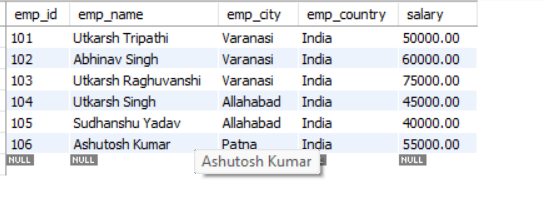 emp_id emp_name emp_city emp_country salary
101 Utkarsh Tripathi Varanasi India 50000.00
102 Abhinav Singh Varanasi India 60000.00
103 Utkarsh Raghuvanshi Varanasi India 75000.00
104 Utkarsh Singh Allahabad India 45000.00
105 Sudhanshu Yadav Allahabad India 40000.00
106 Ashutosh Kumar Patna India 55000.00
NULL NULL NULL
Ashutosh Kumar